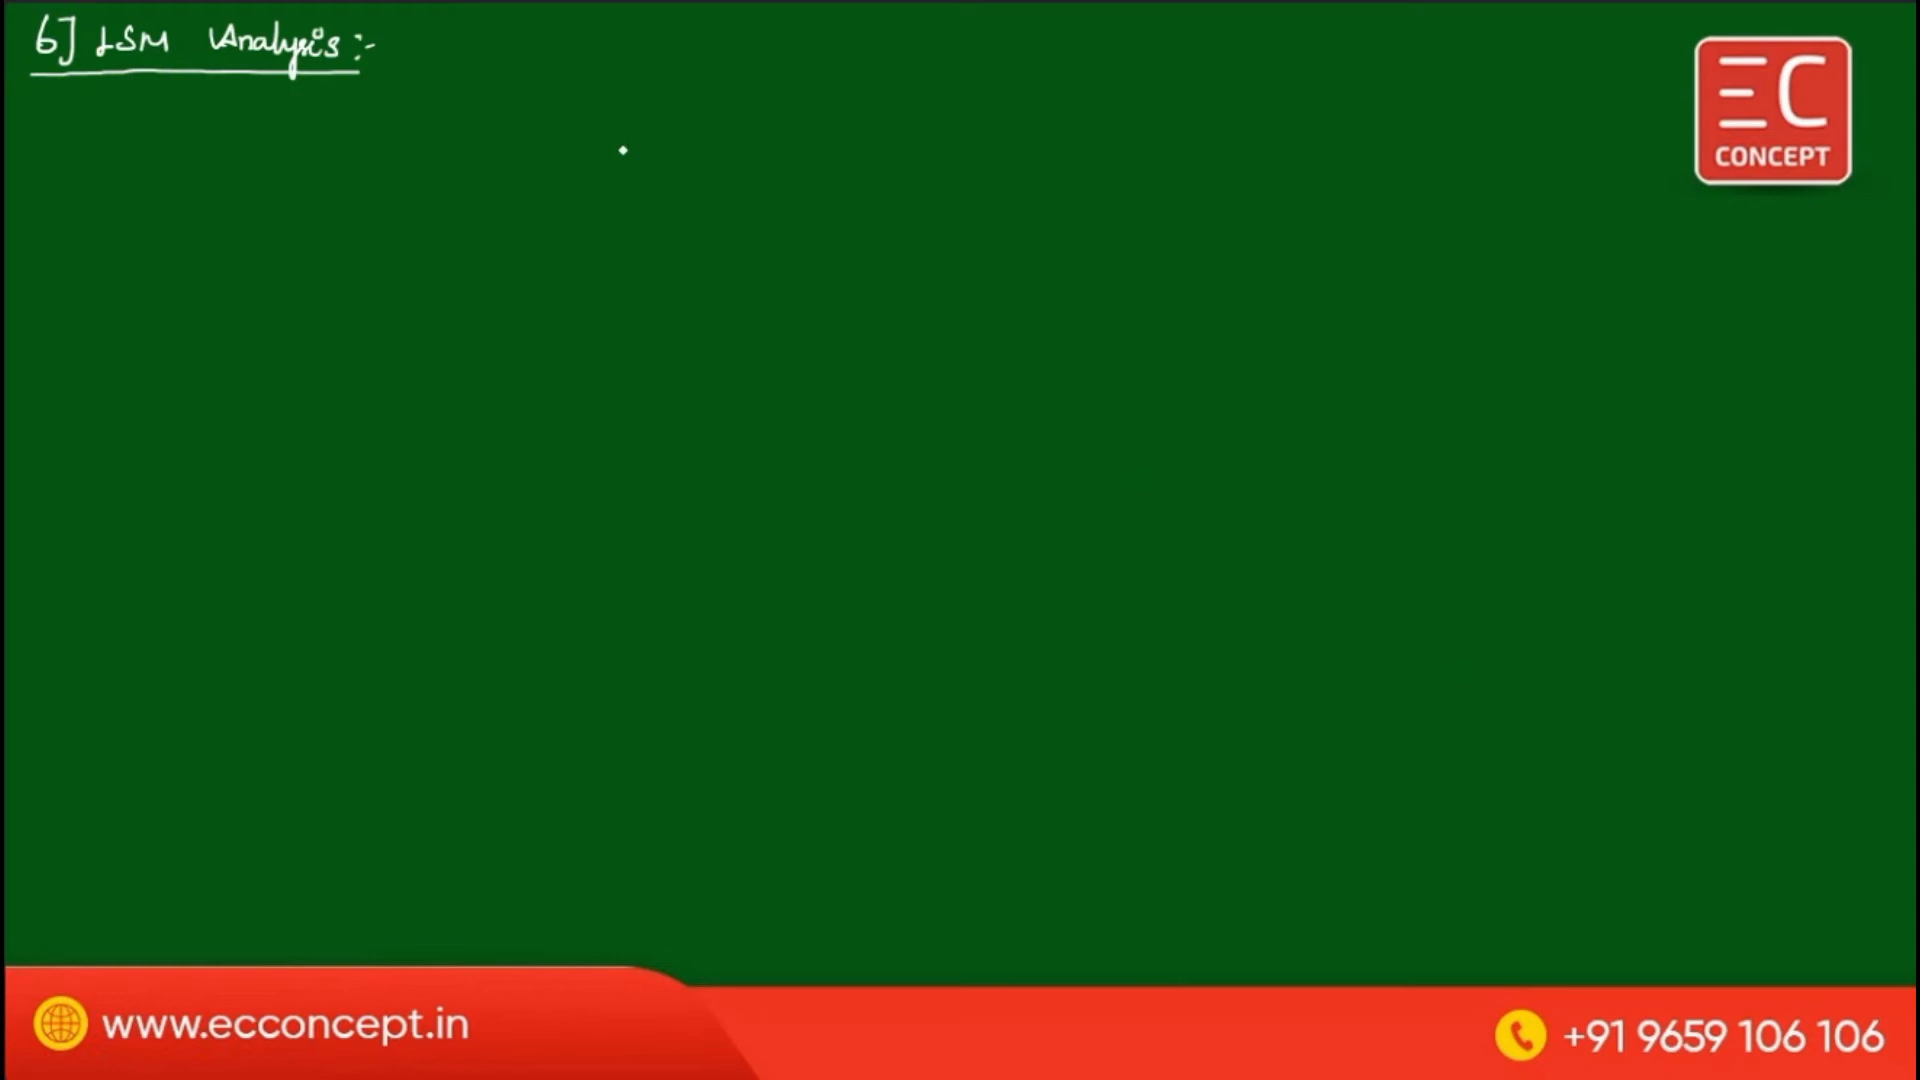 6] LSM Analysis :-
EC
CONCEPT
www.ecconcept.in
+91 9659 106 106